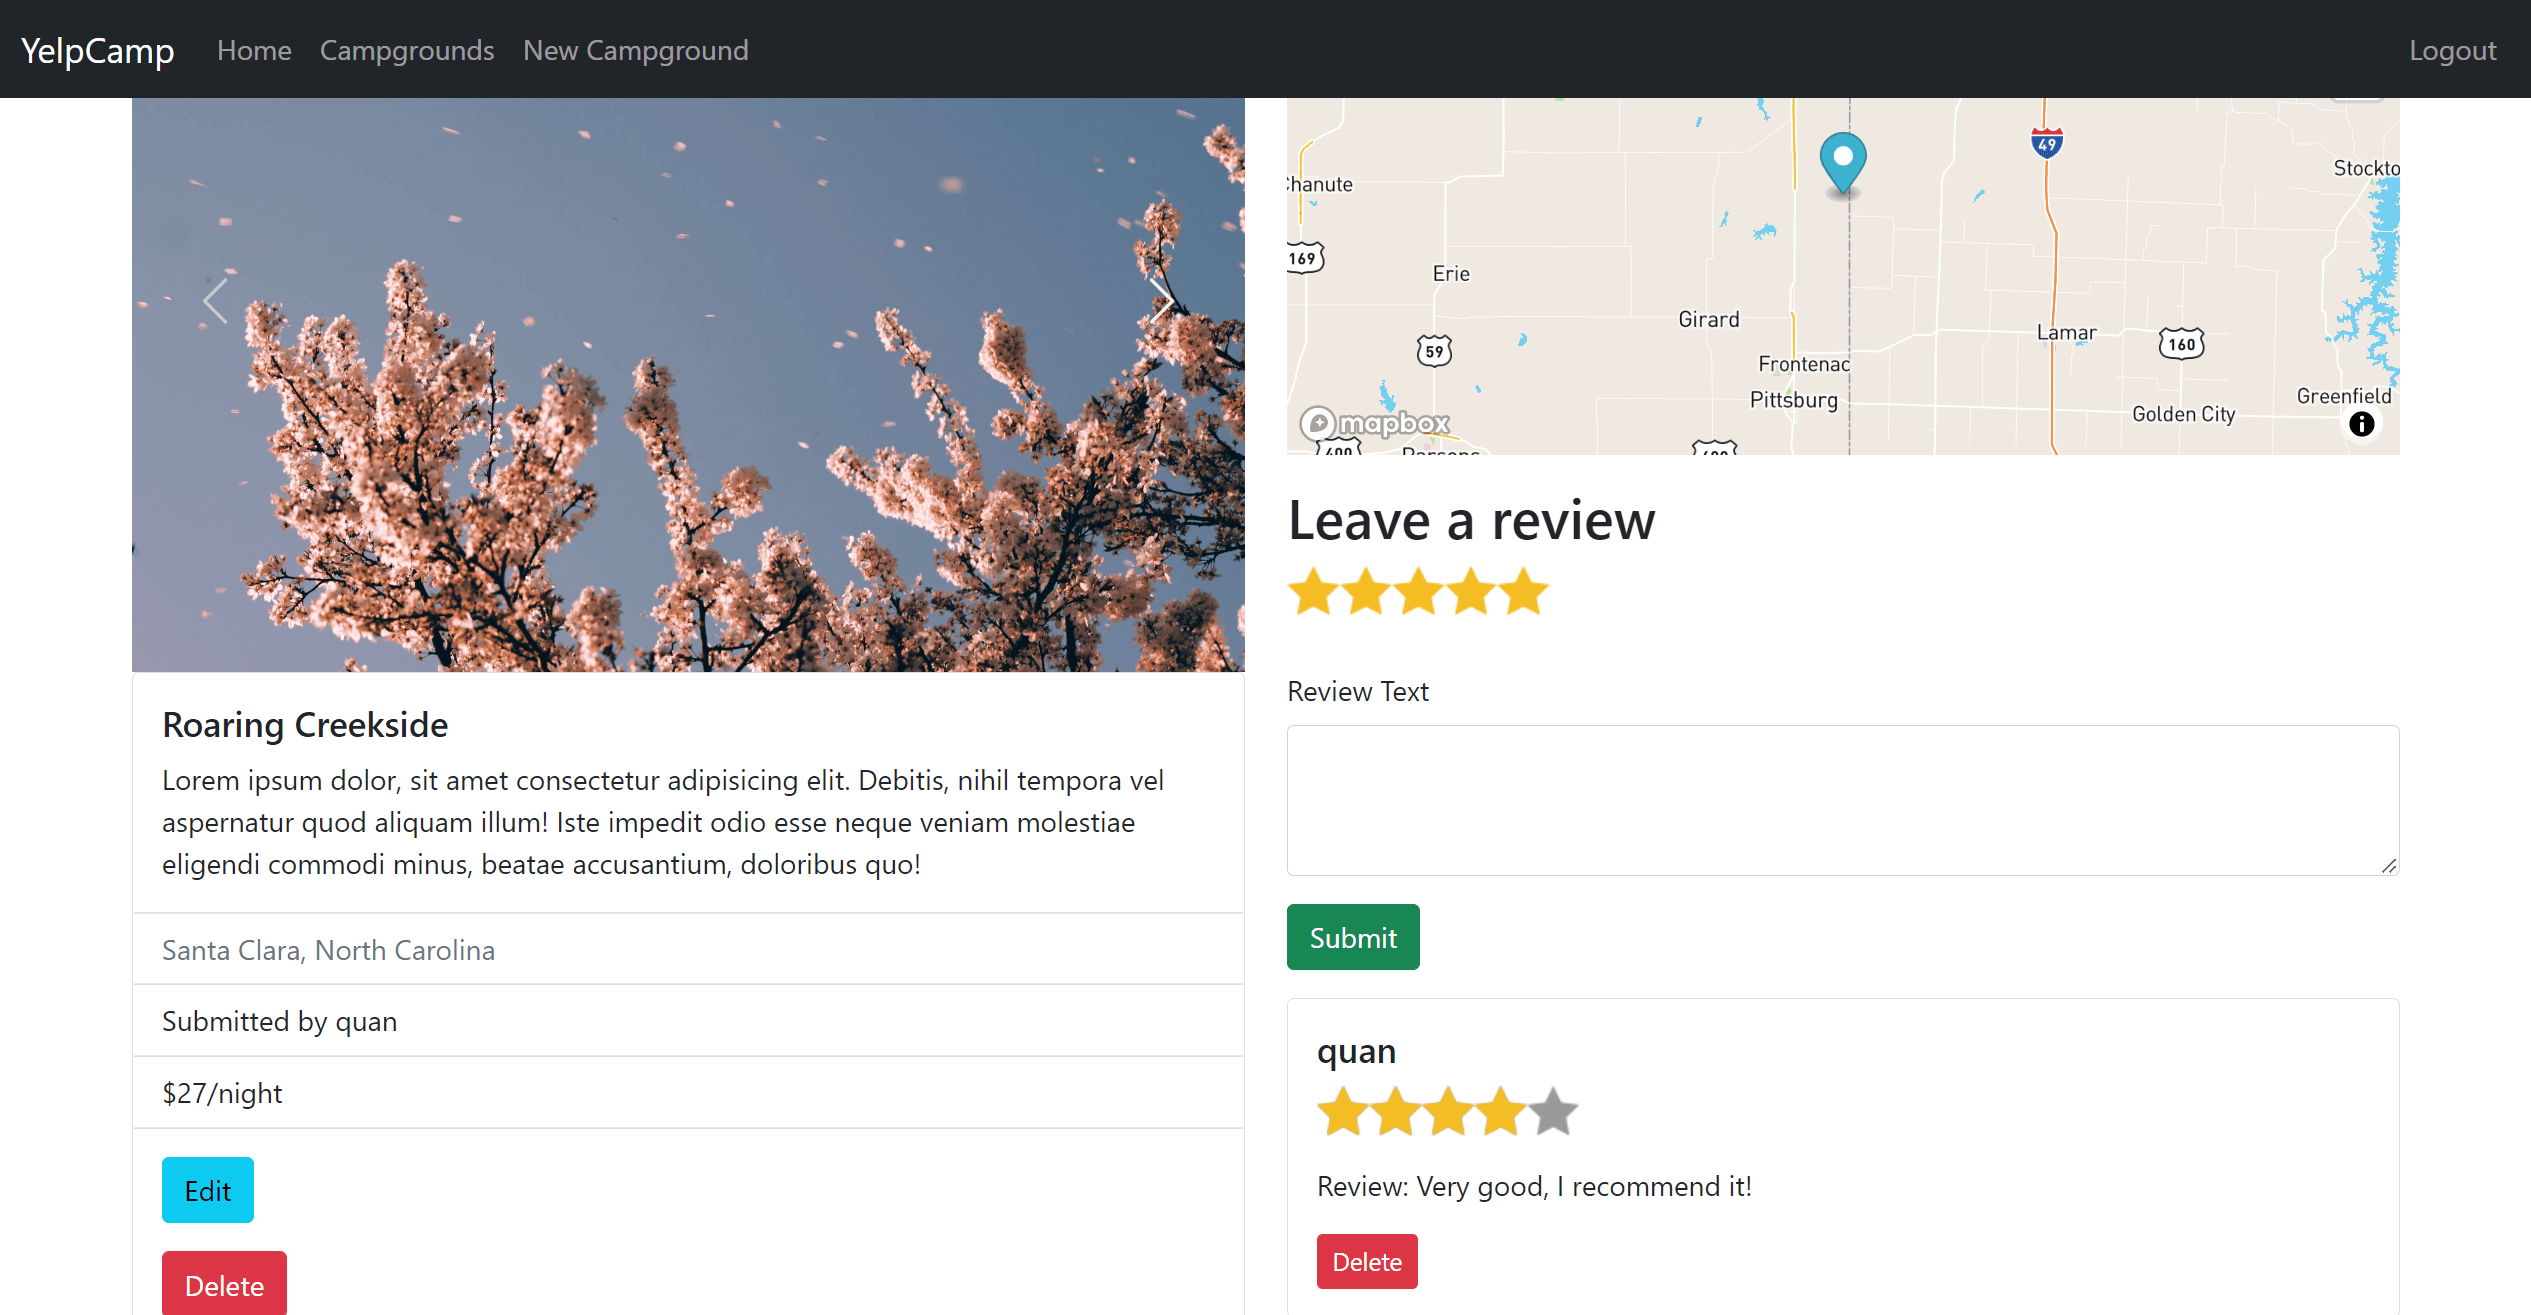 YelpCamp Home Campgrounds New Campground Logout
Stockto
Chanute
49
169
Erie
Girard
59
Lamar
160
Frontenac
Pittsburg
Greenfield
Golden City
mapbox
400
Parsons
400
Leave a review
Review Text
Submit
quan
Review: Very good, I recommend it!
Delete
Roaring Creekside
Lorem ipsum dolor, sit amet consectetur adipisicing elit. Debitis, nihil tempora vel
aspernatur quod aliquam illum! Iste impedit odio esse neque veniam molestiae
eligendi commodi minus, beatae accusantium, doloribus quo!
Santa Clara, North Carolina
Submitted by quan
$27/night
Edit
Delete